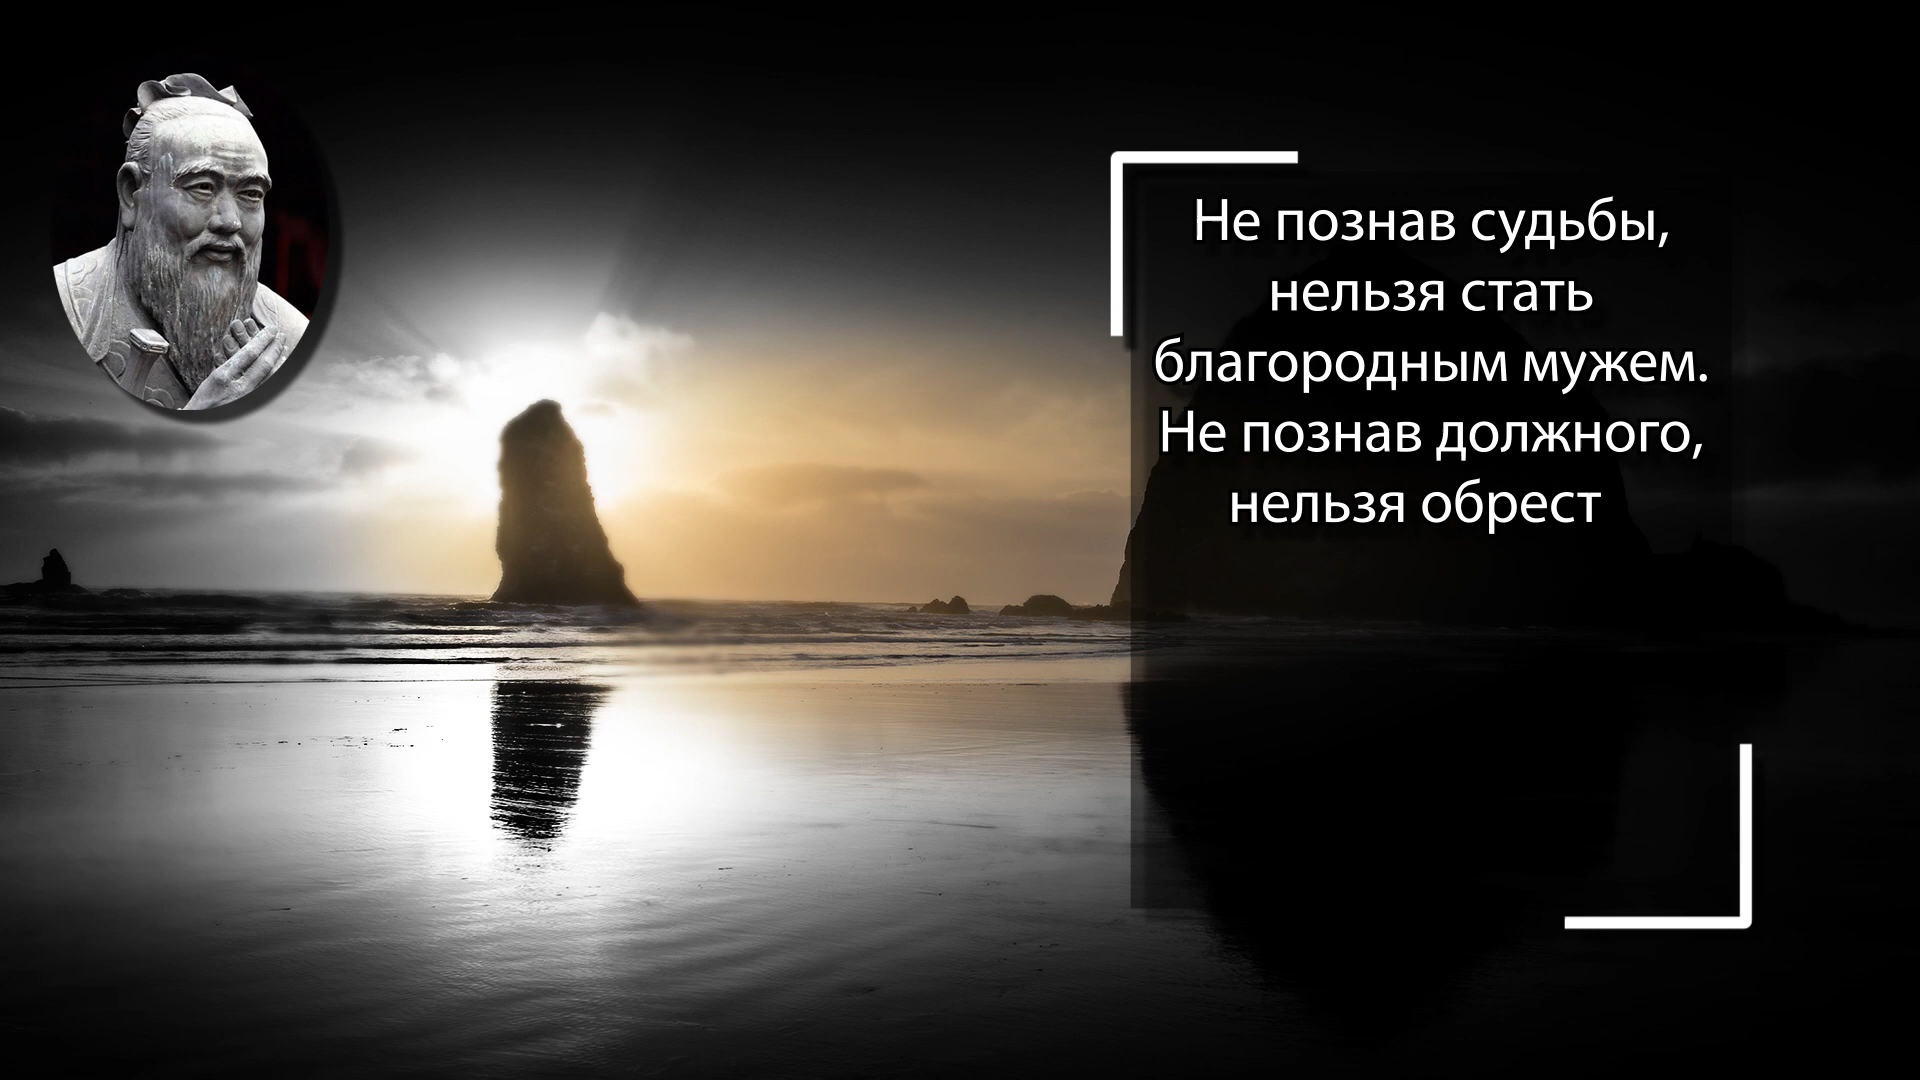 Не познав судьбы,
нельзя стать
благородным мужем.
Не познав должного,
нельзя обрест